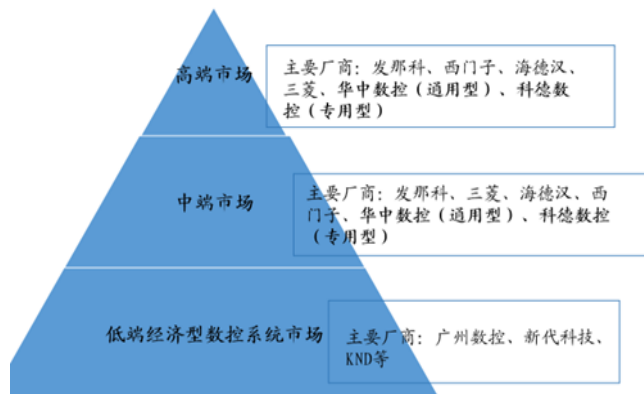 高端市场
主要厂商：发那科、西门子、海德汉、
三菱、华中数控（通用型）、科德数
控（专用型）
中端市场
主要厂商：发那科、三菱、海德汉、西
门子、华中数控（通用型）、科德数控
（专用型）
低端经济型数控系统市场
主要厂商：广州数控、新代科技、
KND等